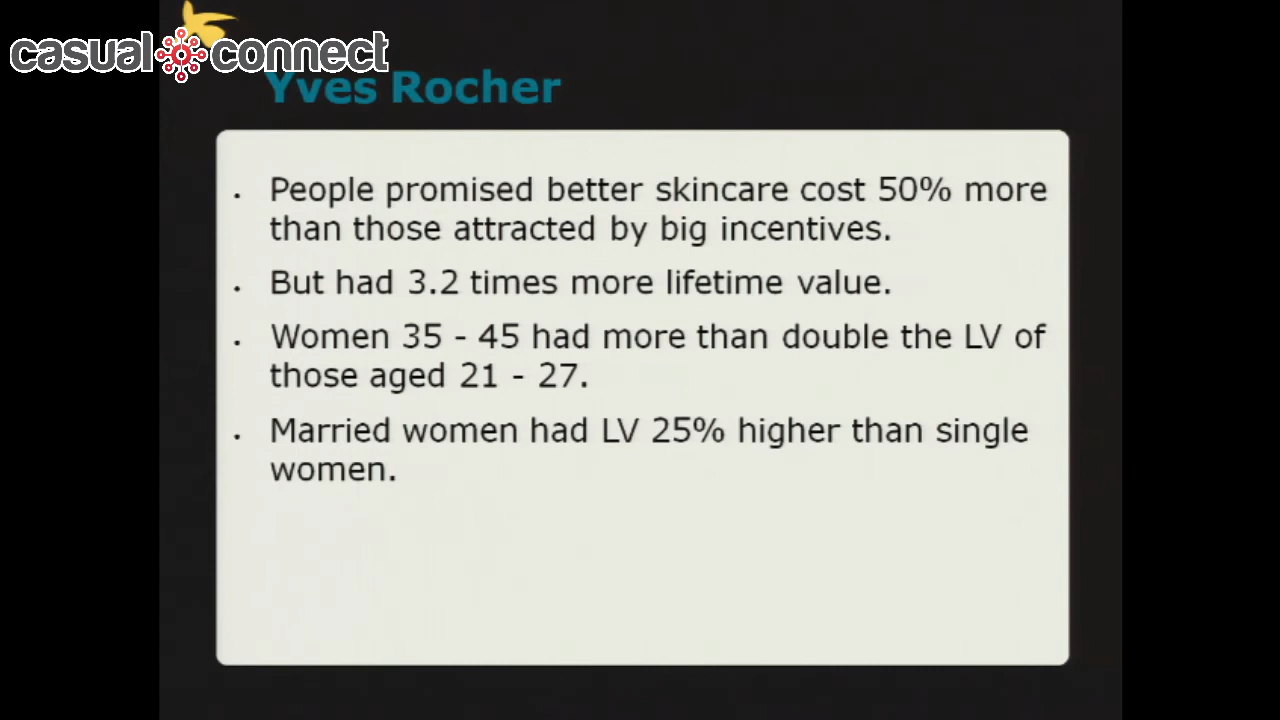 casual connect
Yves Rocher
. People promised better skincare cost 50% more
than those attracted by big incentives.
. But had 3.2 times more lifetime value.
. Women 35 - 45 had more than double the LV of
those aged 21 - 27.
. Married women had LV 25% higher than single
women.